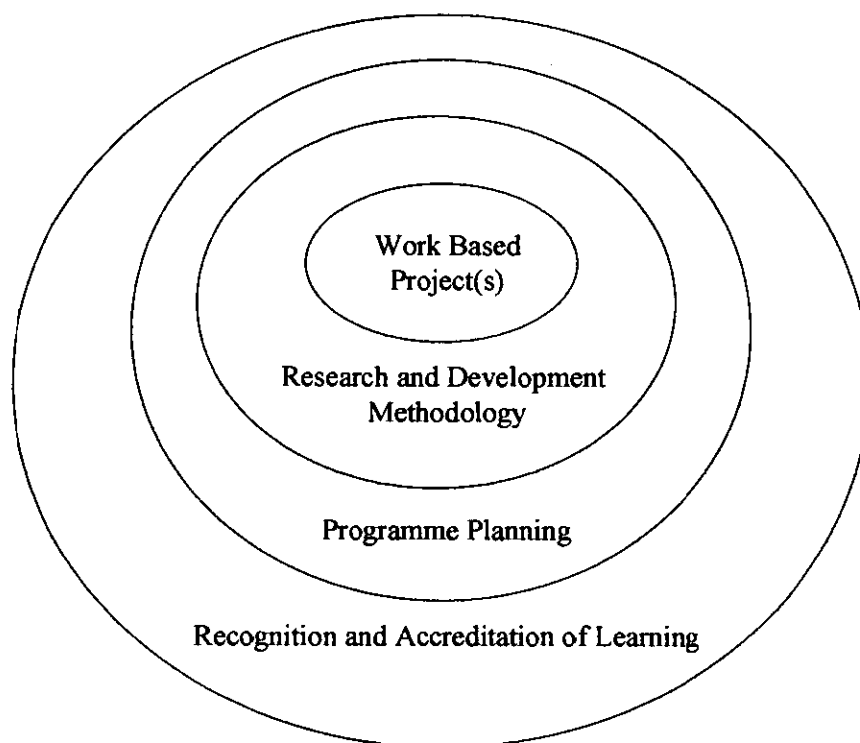 Work Based
Project(s)
Research and Development
Methodology
Programme Planning
Recognition and Accreditation of Learning